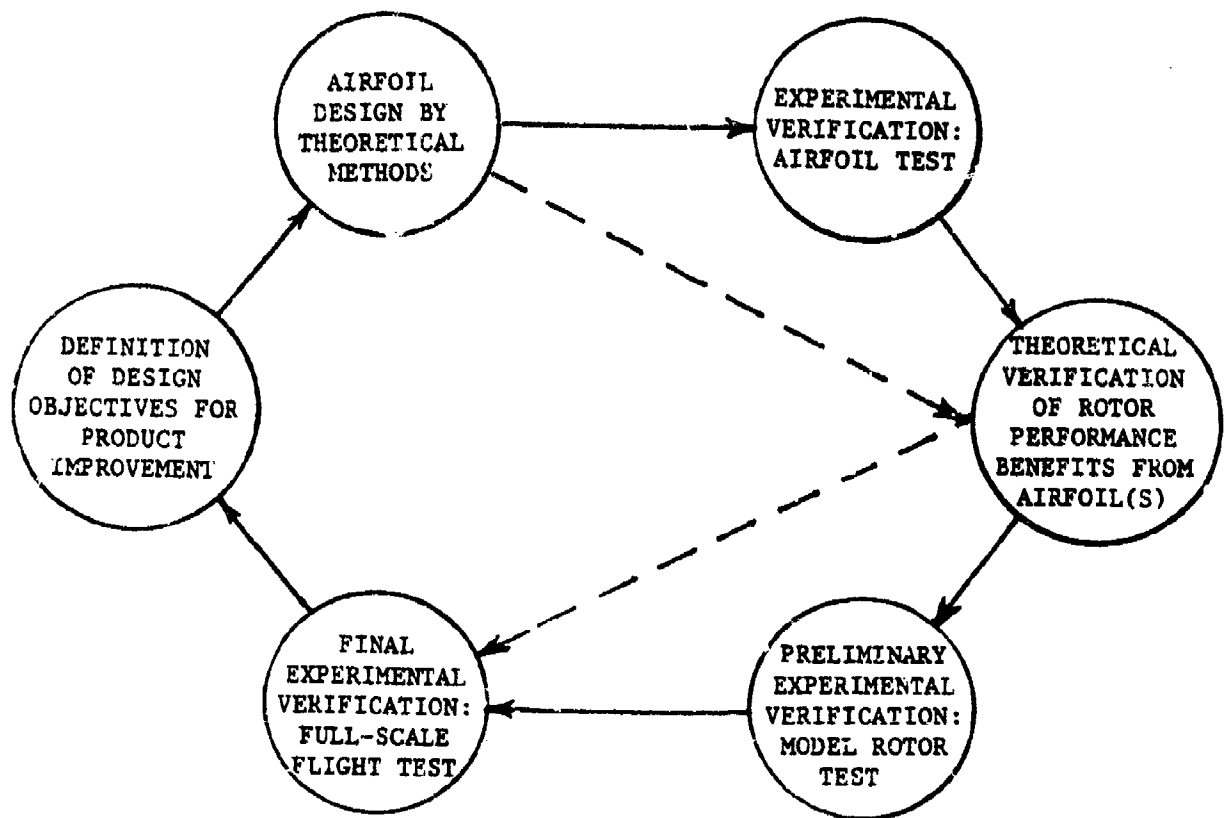 AIRFOIL
DESIGN BY
THEORETICAL
METHODS
EXPERIMENTAL
VERIFICATION:
AIRFOIL TEST
DEFINITION
OF DESIGN
OBJECTIVES FOR
PRODUCT
IMPROVEMENT
THEORETICAL
VERIFICATION
OF ROTOR
PERFORMANCE
BENEFITS FROM
AIRFOIL(S)
FINAL
EXPERIMENTAL
VERIFICATION:
FULL-SCALE
FLIGHT TEST
PRELIMINARY
EXPERIMENTAL
VERIFICATION:
MODEL ROTOR
TEST